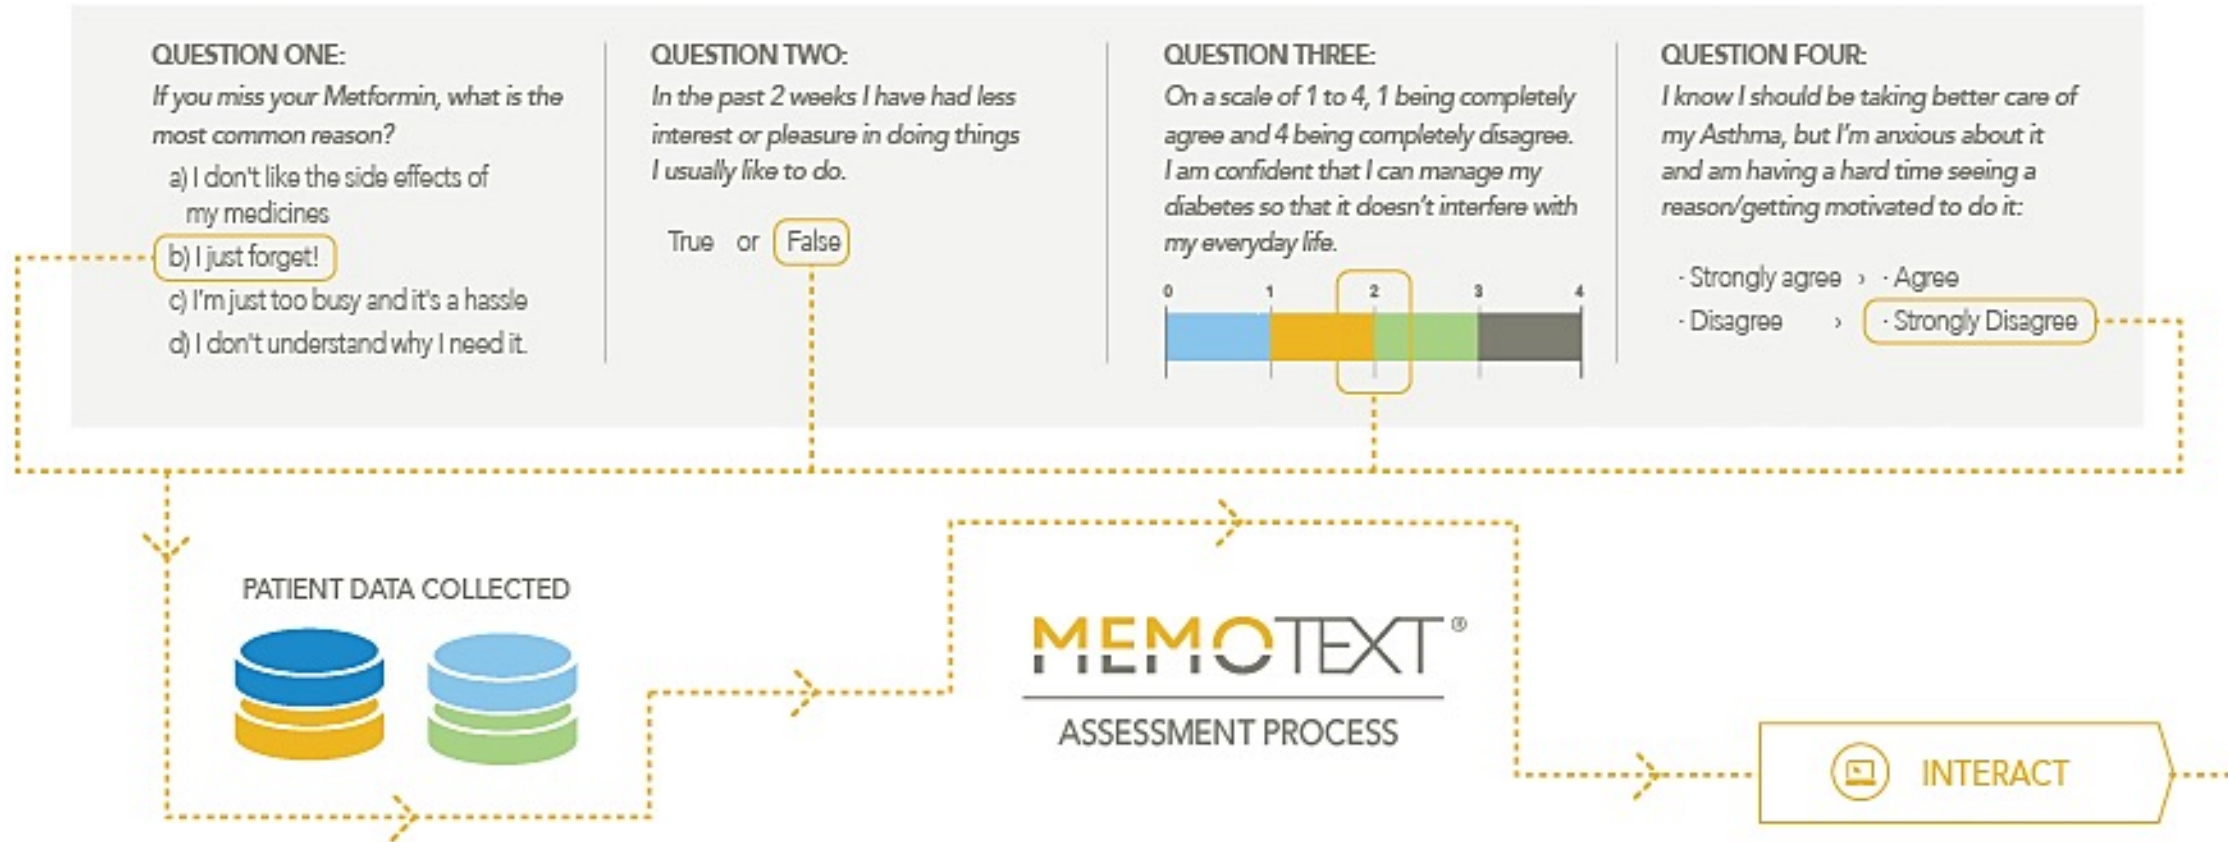 QUESTION ONE:
If you miss your Metformin, what is the
most common reason?
a) I don't like the side effects of
my medicines
b) I just forget!
c) I'm just too busy and it's a hassle
d) I don't understand why I need it.
QUESTION TWO:
In the past 2 weeks I have had less
interest or pleasure in doing things
I usually like to do.
True or False
QUESTION THREE:
On a scale of 1 to 4, 1 being completely
agree and 4 being completely disagree.
I am confident that I can manage my
diabetes so that it doesn't interfere with
my everyday life.
0 1 2 3 4
QUESTION FOUR:
I know I should be taking better care of
my Asthma, but I'm anxious about it
and am having a hard time seeing a
reason/getting motivated to do it:
· Strongly agree › · Agree
· Disagree › · Strongly Disagree
PATIENT DATA COLLECTED
MEMOTEXT®
ASSESSMENT PROCESS
INTERACT